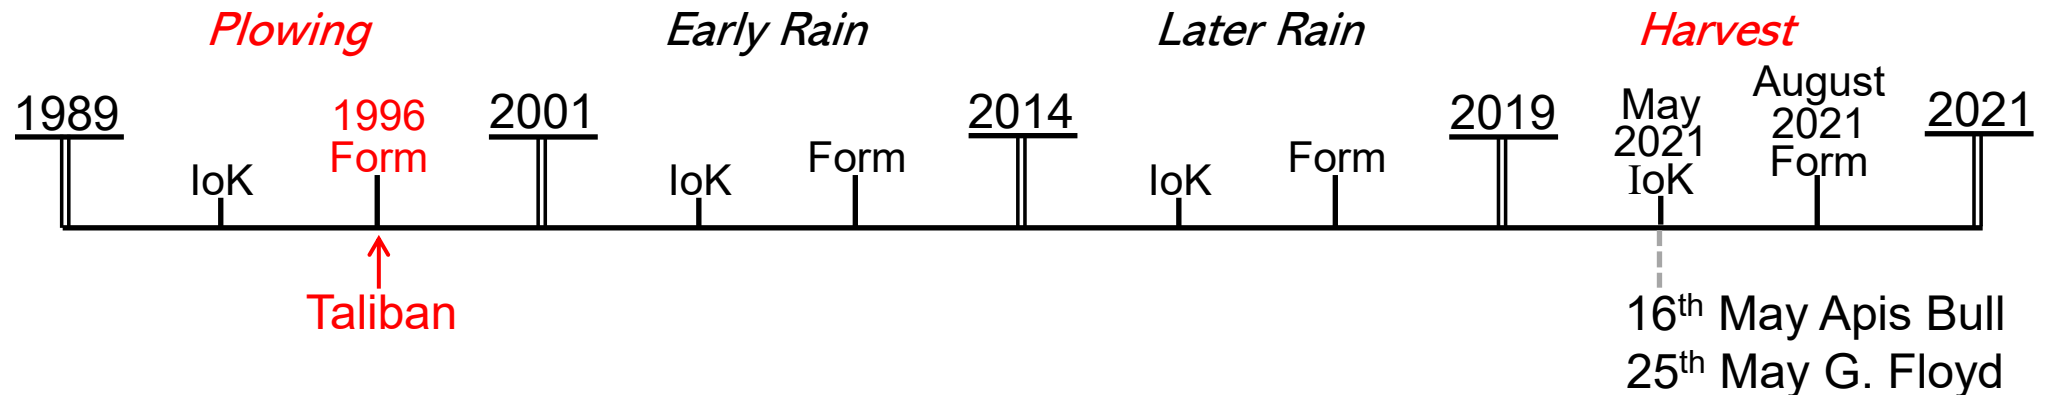 Plowing
Early Rain
Later Rain
Harvest
1989
IoK
1996
Form
2001
IoK
Form
2014
IoK
Form
2019
May
2021
IoK
August
2021
Form
2021
Taliban
16th May Apis Bull
25th May G. Floyd